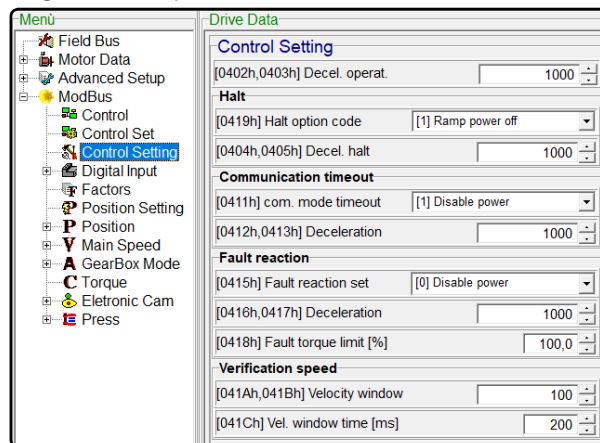 Menù
Field Bus
Motor Data
Advanced Setup
ModBus
Control
Control Set
Control Setting
Digital Input
Factors
Position Setting
P Position
V Main Speed
A GearBox Mode
C Torque
Eletronic Cam
Press
Drive Data
Control Setting
[0402h,0403h] Decel. operat. 1000
Halt
[0419h] Halt option code [1] Ramp power off
[0404h,0405h] Decel. halt 1000
Communication timeout
[0411h] com. mode timeout [1] Disable power
[0412h,0413h] Deceleration 1000
Fault reaction
[0415h] Fault reaction set [0] Disable power
[0416h,0417h] Deceleration 1000
[0418h] Fault torque limit [%] 100,0
Verification speed
[041Ah,041Bh] Velocity window 100
[041Ch] Vel. window time [ms] 200